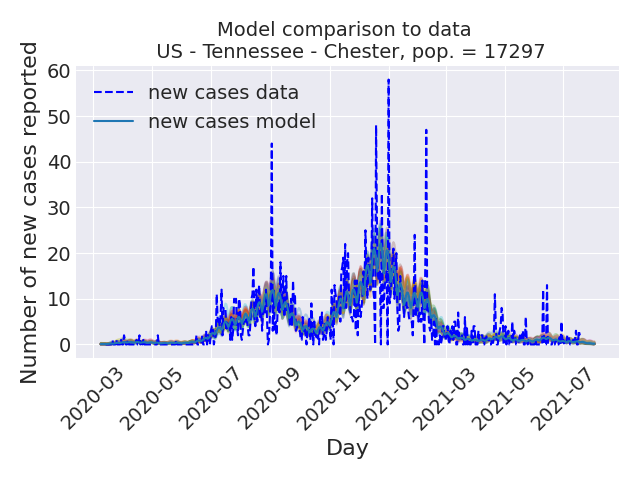 Model comparison to data
US - Tennessee - Chester, pop. = 17297
Number of new cases reported
60
50
40
30
20
10
0
new cases data
new cases model
2020-03
2020-05
2020-07
2020-09
2020-11
2021-01
2021-03
2021-05
2021-07
Day